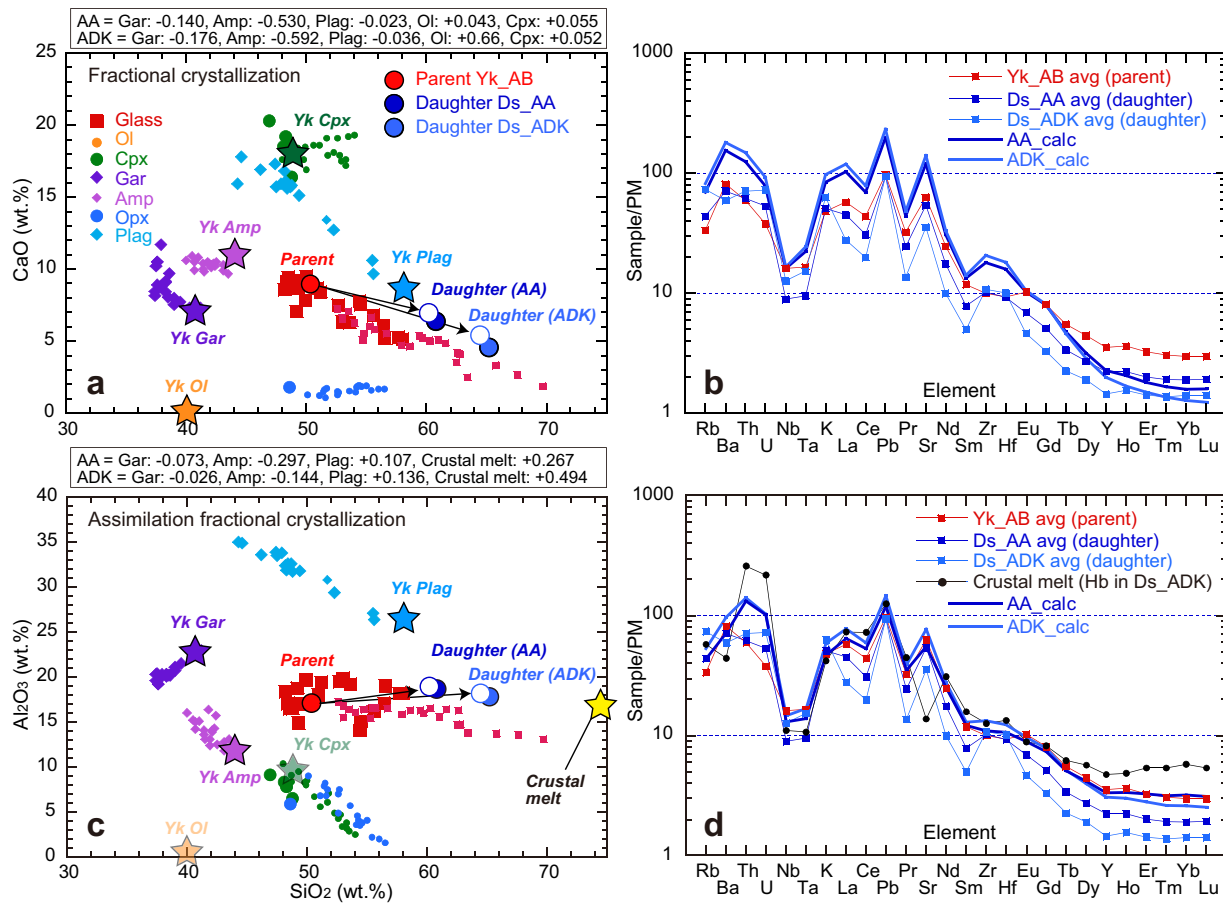 AA = Gar: -0.140, Amp: -0.530, Plag: -0.023, Ol: +0.043, Cpx: +0.055
ADK = Gar: -0.176, Amp: -0.592, Plag: -0.036, Ol: +0.66, Cpx: +0.052
25
20
15
10
5
0
CaO (wt.%)
Fractional crystallization
Parent Yk_AB
Daughter Ds_AA
Daughter Ds_ADK
Glass
Ol
Cpx
Gar
Amp
Opx
Plag
Yk Cpx
Yk Amp
Parent
Yk Plag
Daughter (AA)
Daughter (ADK)
Yk Gar
Yk Ol
a
30 40 50 60 70
1000
100
10
1
Sample/PM
Yk_AB avg (parent)
Ds_AA avg (daughter)
Ds_ADK avg (daughter)
AA_calc
ADK_calc
b
Element
Rb Th Nb K Ce Pr Nd Zr Eu Tb Y Er Yb
Ba U Ta La Pb Sr Sm Hf Gd Dy Ho Tm Lu
AA = Gar: -0.073, Amp: -0.297, Plag: +0.107, Crustal melt: +0.267
ADK = Gar: -0.026, Amp: -0.144, Plag: +0.136, Crustal melt: +0.494
40
35
30
25
20
15
10
5
0
Al2O3 (wt.%)
Assimilation fractional crystallization
Yk Plag
Yk Gar
Daughter (AA)
Parent
Daughter (ADK)
Yk Amp
Yk Cpx
Crustal
melt
Yk Ol
c
30 40 50 60 70
SiO2 (wt.%)
1000
100
10
1
Sample/PM
Yk_AB avg (parent)
Ds_AA avg (daughter)
Ds_ADK avg (daughter)
Crustal melt (Hb in Ds_ADK)
AA_calc
ADK_calc
d
Element
Rb Th Nb K Ce Pr Nd Zr Eu Tb Y Er Yb
Ba U Ta La Pb Sr Sm Hf Gd Dy Ho Tm Lu